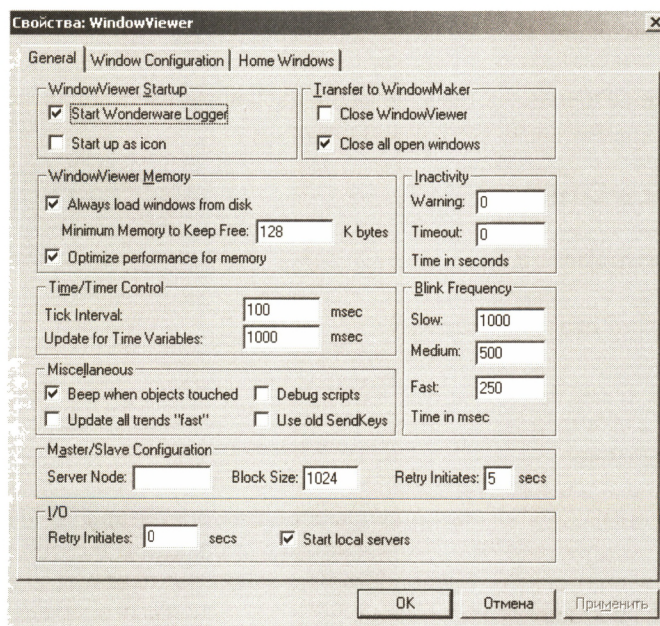 Свойства: WindowViewer
General Window Configuration Home Windows
WindowViewer Startup
Start Wonderware Logger
Start up as icon
Transfer to WindowMaker
Close WindowViewer
Close all open windows
WindowViewer Memory
Always load windows from disk
Minimum Memory to Keep Free: 128 K bytes
Optimize performance for memory
Inactivity
Warning: 0
Timeout: 0
Time in seconds
Time/Timer Control
Tick Interval: 100 msec
Update for Time Variables: 1000 msec
Blink Frequency
Slow: 1000
Medium: 500
Fast: 250
Time in msec
Miscellaneous
Beep when objects touched Debug scripts
Update all trends "fast" Use old SendKeys
Master/Slave Configuration
Server Node: Block Size: 1024 Retry Initiates: 5 secs
I/O
Retry Initiates: 0 secs Start local servers
OK Отмена Применить